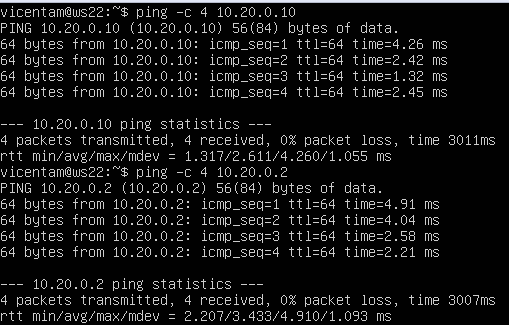 vicentam@ws22:~$ ping -c 4 10.20.0.10
PING 10.20.0.10 (10.20.0.10) 56(84) bytes of data.
64 bytes from 10.20.0.10: icmp_seq=1 ttl=64 time=4.26 ms
64 bytes from 10.20.0.10: icmp_seq=2 ttl=64 time=2.42 ms
64 bytes from 10.20.0.10: icmp_seq=3 ttl=64 time=1.32 ms
64 bytes from 10.20.0.10: icmp_seq=4 ttl=64 time=2.45 ms

--- 10.20.0.10 ping statistics ---
4 packets transmitted, 4 received, 0% packet loss, time 3011ms
rtt min/avg/max/mdev = 1.317/2.611/4.260/1.055 ms
vicentam@ws22:~$ ping -c 4 10.20.0.2
PING 10.20.0.2 (10.20.0.2) 56(84) bytes of data.
64 bytes from 10.20.0.2: icmp_seq=1 ttl=64 time=4.91 ms
64 bytes from 10.20.0.2: icmp_seq=2 ttl=64 time=4.04 ms
64 bytes from 10.20.0.2: icmp_seq=3 ttl=64 time=2.58 ms
64 bytes from 10.20.0.2: icmp_seq=4 ttl=64 time=2.21 ms

--- 10.20.0.2 ping statistics ---
4 packets transmitted, 4 received, 0% packet loss, time 3007ms
rtt min/avg/max/mdev = 2.207/3.433/4.910/1.093 ms